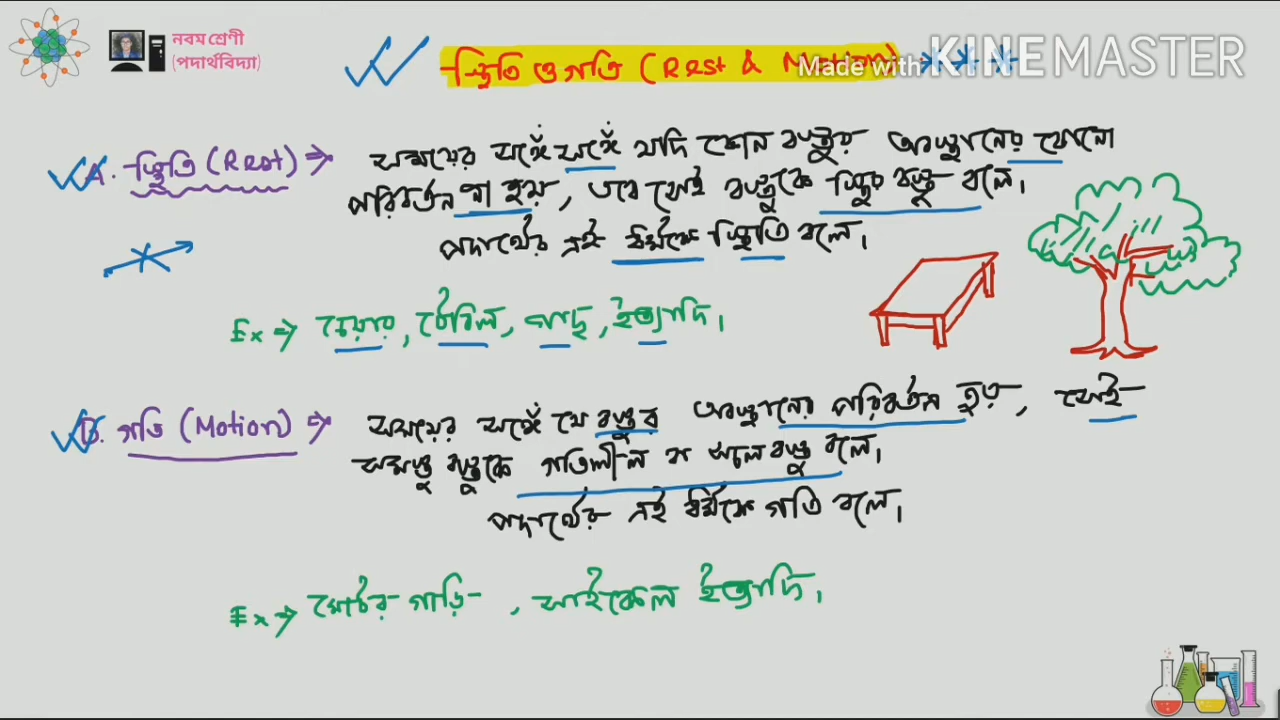 নবম শ্রেণী
(পদার্থবিদ্যা)
স্থিতি ও গতি (Rest & Motion)
Made with KINEMASTER
A. স্থিতি (Rest) ⇒ সময়ের সঙ্গে সঙ্গে যদি কোন বস্তুর অবস্থানের কোনো
পরিবর্তন না হয়, তবে সেই বস্তুকে স্থির বস্তু বলে।
পদার্থের এই ধর্মকে স্থিতি বলে।
Ex ⇒ চেয়ার, টেবিল, গাছ, ইত্যাদি।
B. গতি (Motion) ⇒ সময়ের সঙ্গে যে বস্তুর অবস্থানের পরিবর্তন হয়, সেই
সমস্ত বস্তুকে গতিশীল বা সচল বস্তু বলে।
পদার্থের এই ধর্মকে গতি বলে।
Ex ⇒ মোটর গাড়ি, সাইকেল ইত্যাদি।